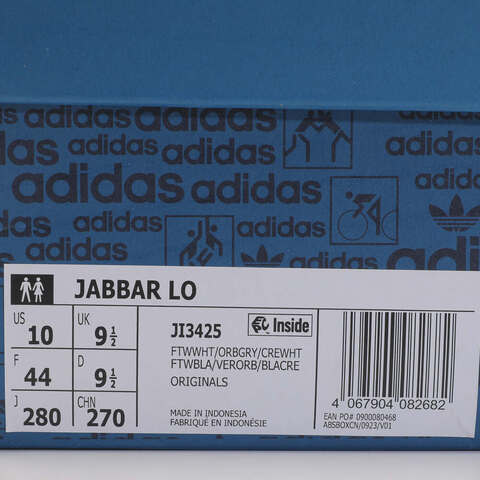 adidas adidas adidas
adidas adidas adidas
adidas adidas
adidas adidas adidas
adidas adidas
JABBAR LO
US 10 UK 9 1/2
F 44 D 9 1/2
J 280 CHN 270
JI3425
Inside
FTWWHT/ORBGRY/CREWHT
FTWBLA/VERORB/BLACRE
ORIGINALS
MADE IN INDONESIA
FABRIQUÉ EN INDONÉSIE
4 067904 082682
EAN PO# 0900080468
ABSBOXCN/0923/V01